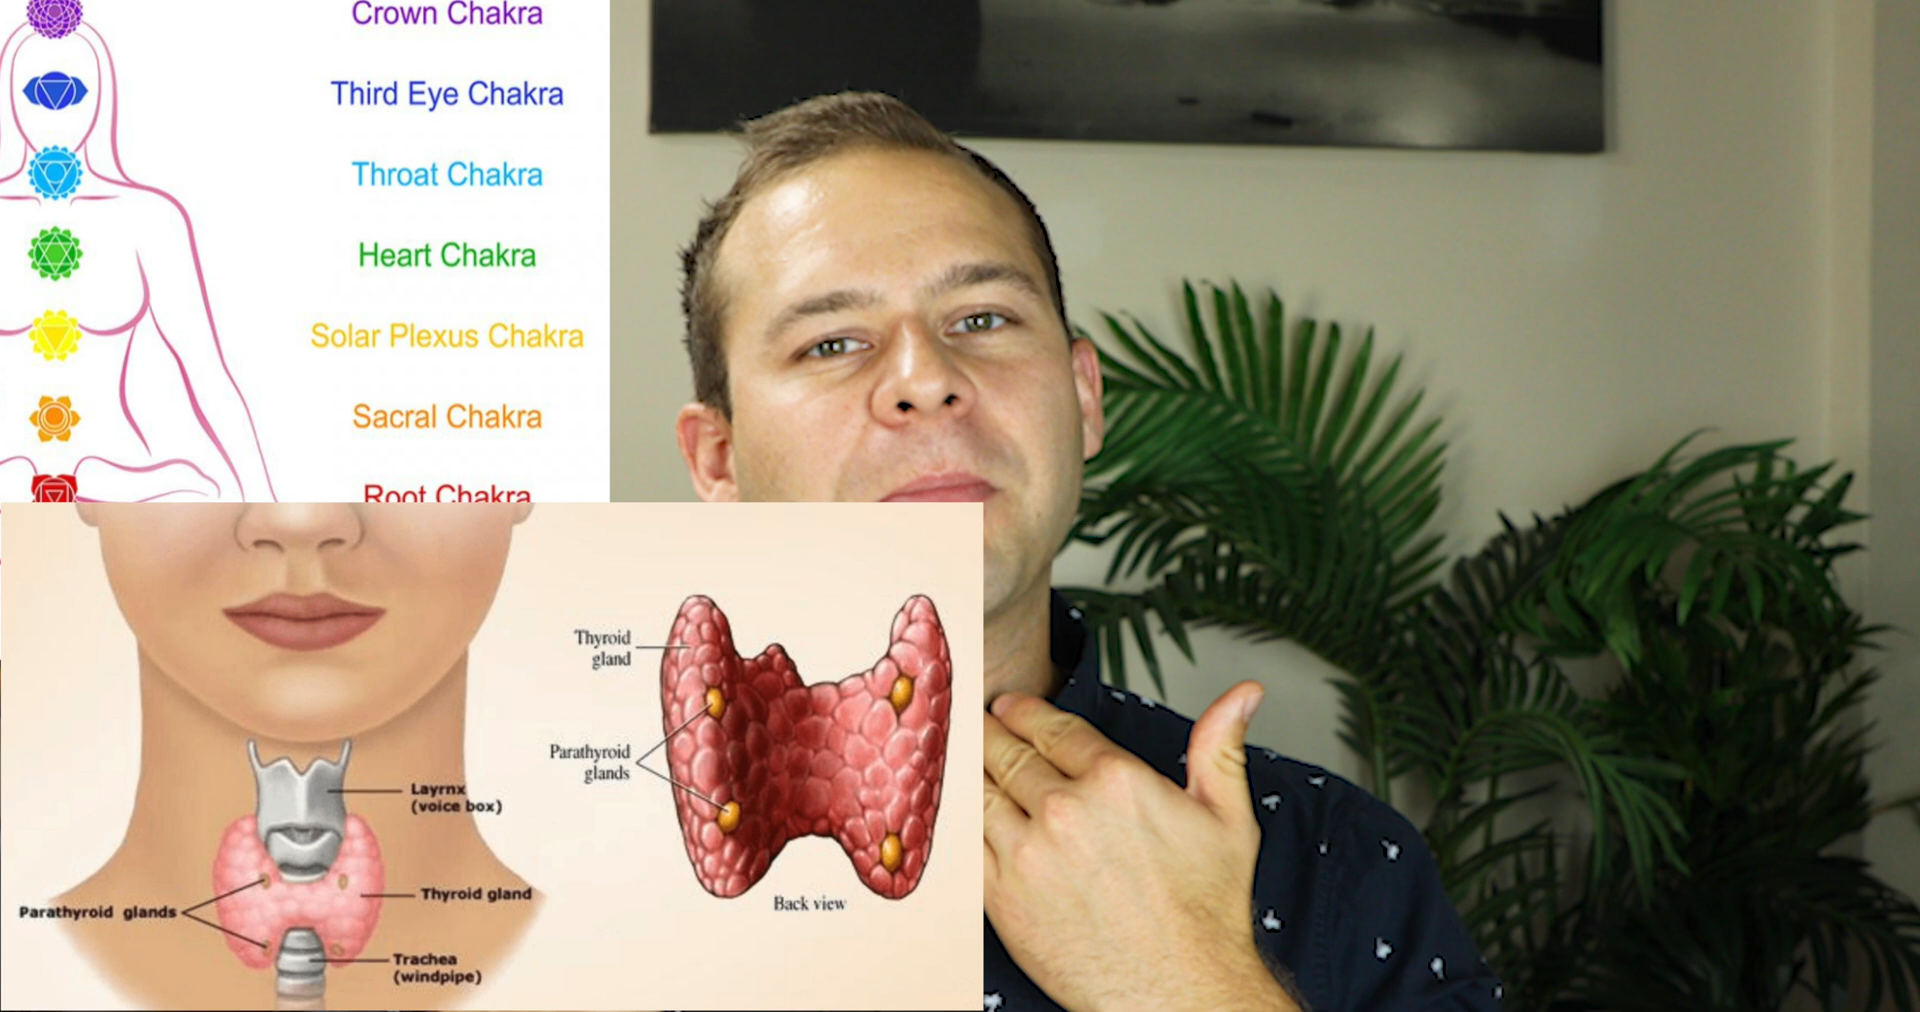 Crown Chakra
Third Eye Chakra
Throat Chakra
Heart Chakra
Solar Plexus Chakra
Sacral Chakra
Root Chakra
Layrnx
(voice box)
Thyroid gland
Parathyroid glands
Trachea
(windpipe)
Thyroid
gland
Parathyroid
glands
Back view